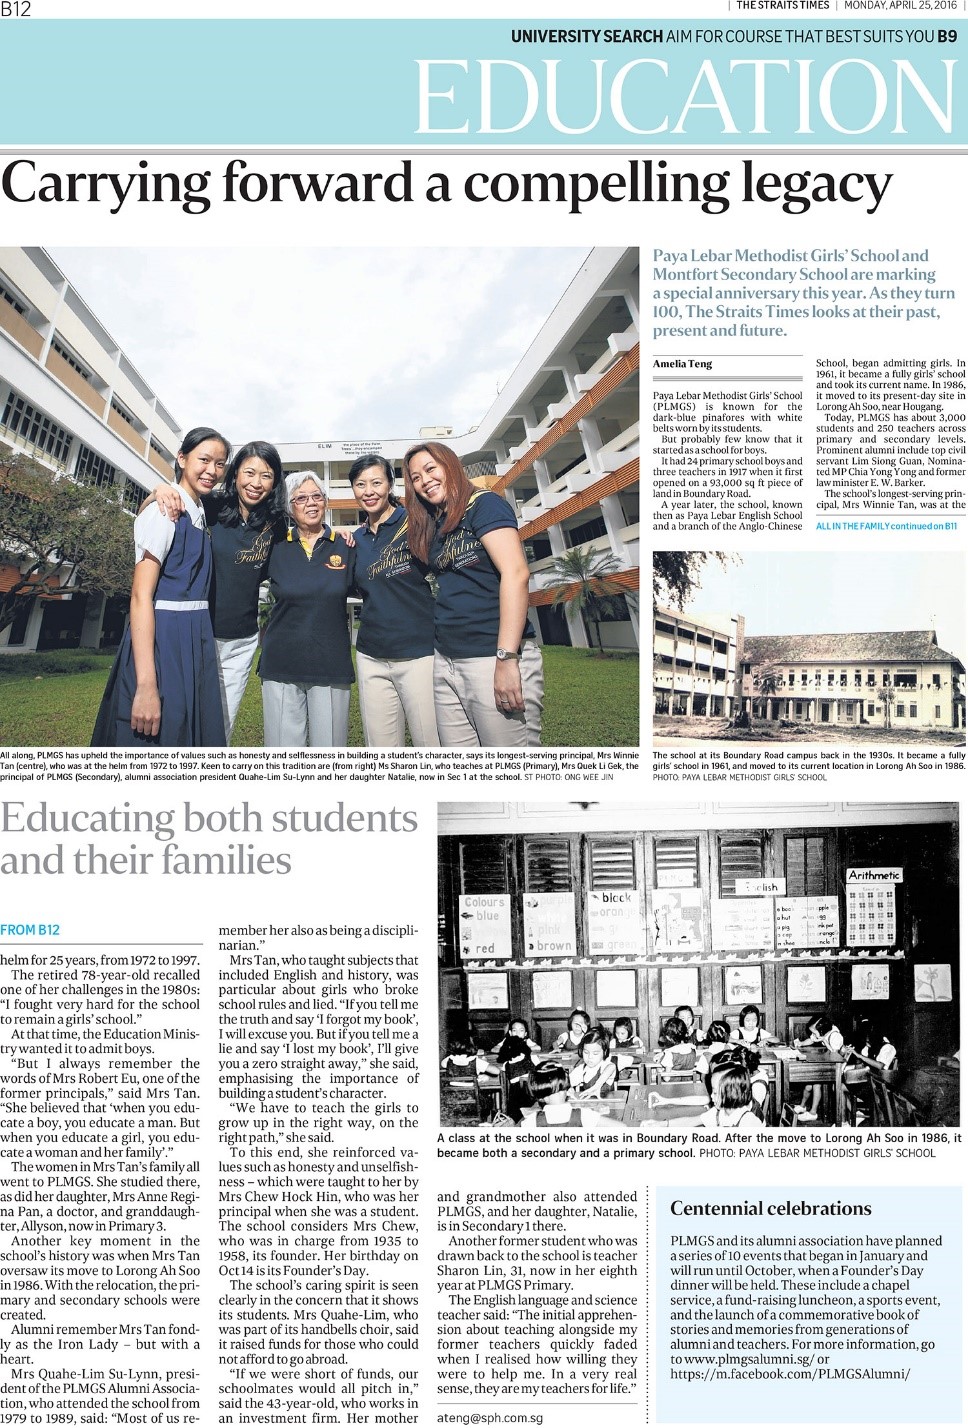 B12
THE STRAITS TIMES | MONDAY, APRIL 25, 2016 |
UNIVERSITY SEARCH AIM FOR COURSE THAT BEST SUITS YOU B9
EDUCATION
Carrying forward a compelling legacy
Paya Lebar Methodist Girls' School and
Montfort Secondary School are marking
a special anniversary this year. As they turn
100, The Straits Times looks at their past,
present and future.
Amelia Teng
Paya Lebar Methodist Girls' School
(PLMGS) is known for the
dark-blue pinafores with white
belts worn by its students.
But probably few know that it
started as a school for boys.
It had 24 primary school boys and
three teachers in 1917 when it first
opened on a 93,000 sq ft piece of
land in Boundary Road.
A year later, the school, known
then as Paya Lebar English School
and a branch of the Anglo-Chinese
School, began admitting girls. In
1961, it became a fully girls' school
and took its current name. In 1986,
it moved to its present-day site in
Lorong Ah Soo, near Hougang.
Today, PLMGS has about 3,000
students and 250 teachers across
primary and secondary levels.
Prominent alumni include top civil
servant Lim Siong Guan, Nomina-
ted MP Chia Yong Yong and former
law minister E. W. Barker.
The school's longest-serving prin-
cipal, Mrs Winnie Tan, was at the
ALL IN THE FAMILY continued on B11
ELIM
God's
Faithfulness
God's
Faithfulness
God's
Faithfulness
All along, PLMGS has upheld the importance of values such as honesty and selflessness in building a student's character, says its longest-serving principal, Mrs Winnie
Tan (centre), who was at the helm from 1972 to 1997. Keen to carry on this tradition are (from right) Ms Sharon Lin, who teaches at PLMGS (Primary), Mrs Quek Li Gek, the
principal of PLMGS (Secondary), alumni association president Quahe-Lim Su-Lynn and her daughter Natalie, now in Sec 1 at the school. ST PHOTO: ONG WEE JIN
The school at its Boundary Road campus back in the 1930s. It became a fully
girls' school in 1961, and moved to its current location in Lorong Ah Soo in 1986.
PHOTO: PAYA LEBAR METHODIST GIRLS' SCHOOL
Educating both students
and their families
FROM B12
helm for 25 years, from 1972 to 1997.
The retired 78-year-old recalled
one of her challenges in the 1980s:
"I fought very hard for the school
to remain a girls' school."
At that time, the Education Minis-
try wanted it to admit boys.
"But I always remember the
words of Mrs Robert Eu, one of the
former principals," said Mrs Tan.
"She believed that 'when you edu-
cate a boy, you educate a man. But
when you educate a girl, you edu-
cate a woman and her family'."
The women in Mrs Tan's family all
went to PLMGS. She studied there,
as did her daughter, Mrs Anne Regi-
na Pan, a doctor, and granddaugh-
ter, Allyson, now in Primary 3.
Another key moment in the
school's history was when Mrs Tan
oversaw its move to Lorong Ah Soo
in 1986. With the relocation, the pri-
mary and secondary schools were
created.
Alumni remember Mrs Tan fond-
ly as the Iron Lady – but with a
heart.
Mrs Quahe-Lim Su-Lynn, presi-
dent of the PLMGS Alumni Associa-
tion, who attended the school from
1979 to 1989, said: "Most of us re-
member her also as being a discipli-
narian."
Mrs Tan, who taught subjects that
included English and history, was
particular about girls who broke
school rules and lied. "If you tell me
the truth and say 'I forgot my book',
I will excuse you. But if you tell me a
lie and say 'I lost my book', I'll give
you a zero straight away," she said,
emphasising the importance of
building a student's character.
"We have to teach the girls to
grow up in the right way, on the
right path," she said.
To this end, she reinforced va-
lues such as honesty and unselfish-
ness – which were taught to her by
Mrs Chew Hock Hin, who was her
principal when she was a student.
The school considers Mrs Chew,
who was in charge from 1935 to
1958, its founder. Her birthday on
Oct 14 is its Founder's Day.
The school's caring spirit is seen
clearly in the concern that it shows
its students. Mrs Quahe-Lim, who
was part of its handbells choir, said
it raised funds for those who could
not afford to go abroad.
"If we were short of funds, our
schoolmates would all pitch in,"
said the 43-year-old, who works in
an investment firm. Her mother
Colours
blue
red
purple
pink
brown
black
orange
green
English
Arithmetic
A class at the school when it was in Boundary Road. After the move to Lorong Ah Soo in 1986, it
became both a secondary and a primary school. PHOTO: PAYA LEBAR METHODIST GIRLS' SCHOOL
and grandmother also attended
PLMGS, and her daughter, Natalie,
is in Secondary 1 there.
Another former student who was
drawn back to the school is teacher
Sharon Lin, 31, now in her eighth
year at PLMGS Primary.
The English language and science
teacher said: "The initial apprehen-
sion about teaching alongside my
former teachers quickly faded
when I realised how willing they
were to help me. In a very real
sense, they are my teachers for life."
ateng@sph.com.sg
Centennial celebrations
PLMGS and its alumni association have planned
a series of 10 events that began in January and
will run until October, when a Founder's Day
dinner will be held. These include a chapel
service, a fund-raising luncheon, a sports event,
and the launch of a commemorative book of
stories and memories from generations of
alumni and teachers. For more information, go
to www.plmgsalumni.sg/ or
https://m.facebook.com/PLMGSAlumni/